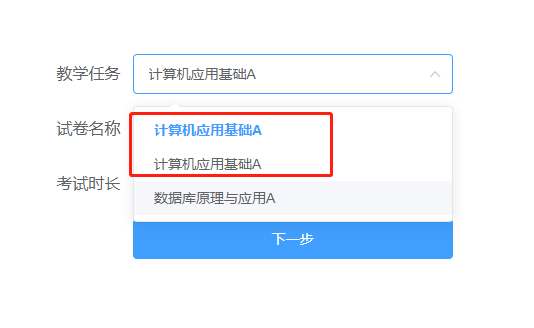 教学任务
计算机应用基础A
试卷名称
计算机应用基础A
计算机应用基础A
考试时长
数据库原理与应用A
下一步